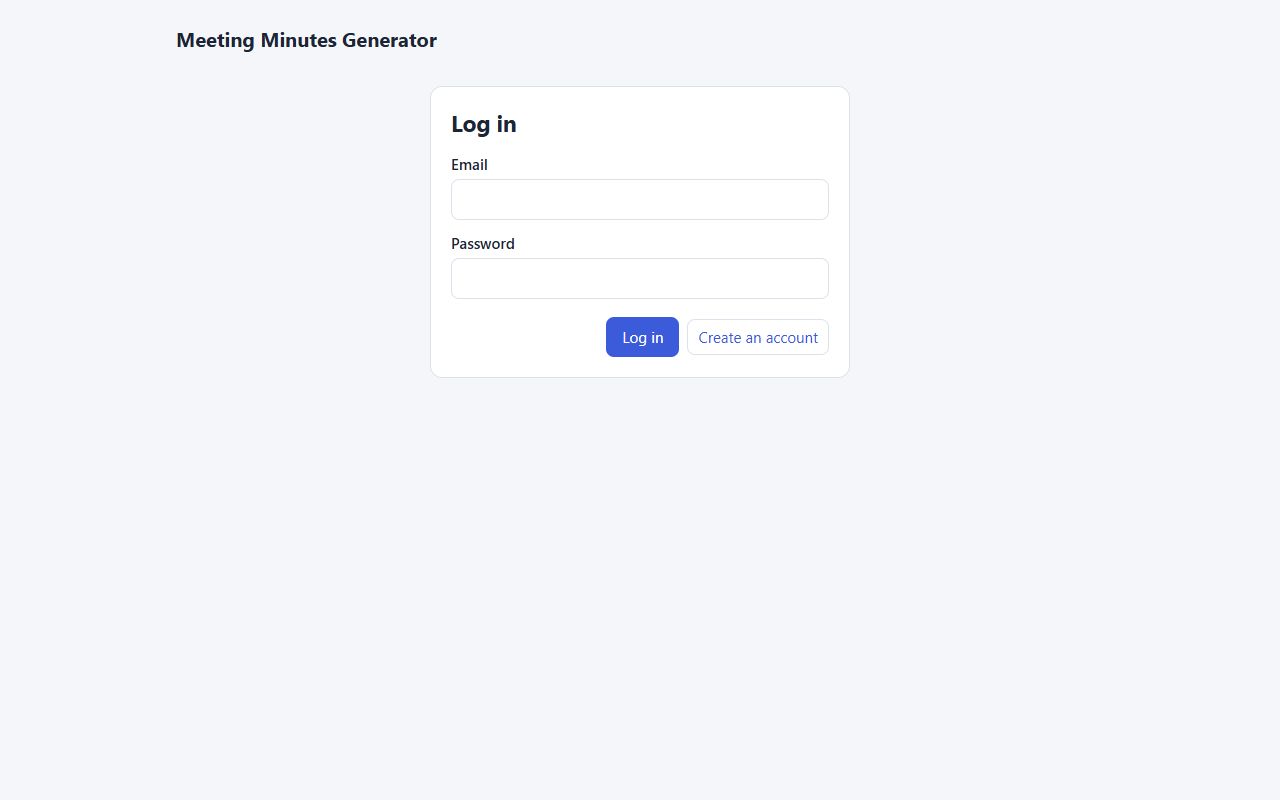 Meeting Minutes Generator
Log in
Email
Password
Log in
Create an account